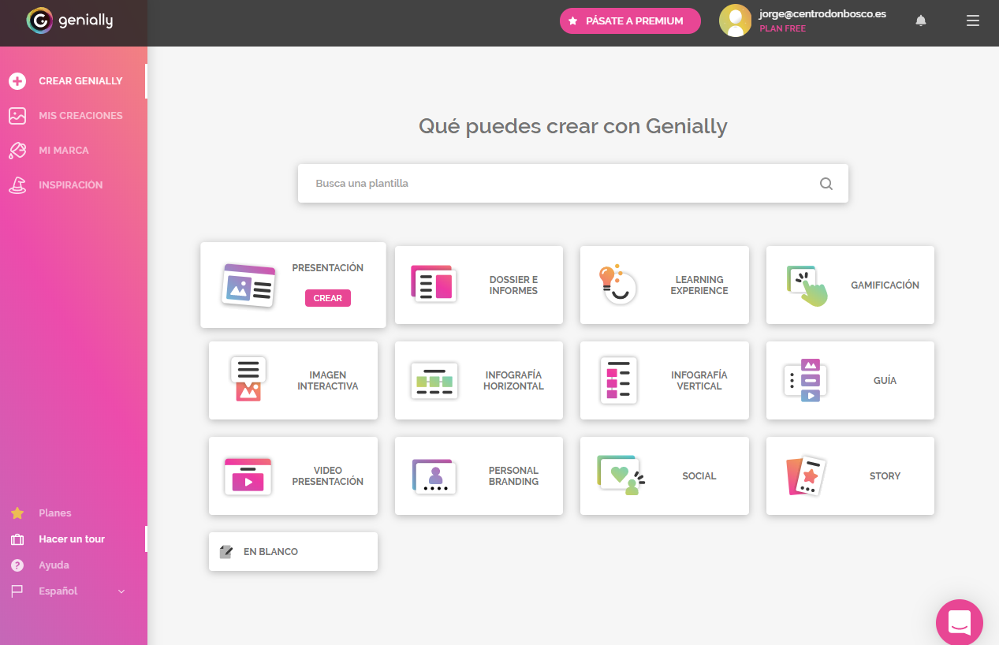 genially
PÁSATE A PREMIUM
jorge@centrodonbosco.es
PLAN FREE
CREAR GENIALLY
MIS CREACIONES
MI MARCA
INSPIRACIÓN
Qué puedes crear con Genially
Busca una plantilla
PRESENTACIÓN
CREAR
DOSSIER E
INFORMES
LEARNING
EXPERIENCE
GAMIFICACIÓN
IMAGEN
INTERACTIVA
INFOGRAFÍA
HORIZONTAL
INFOGRAFÍA
VERTICAL
GUÍA
VIDEO
PRESENTACIÓN
PERSONAL
BRANDING
SOCIAL
STORY
EN BLANCO
Planes
Hacer un tour
Ayuda
Español